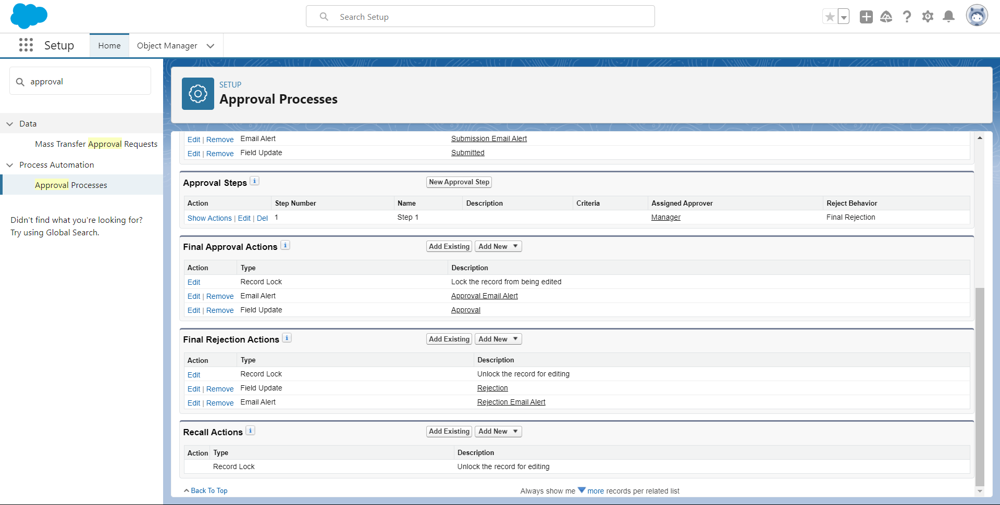 Search Setup
Setup
Home
Object Manager
approval
Data
Mass Transfer Approval Requests
Process Automation
Approval Processes
Didn't find what you're looking for?
Try using Global Search.
SETUP
Approval Processes
Edit | Remove Email Alert Submission Email Alert
Edit | Remove Field Update Submitted
Approval Steps i New Approval Step
Action Step Number Name Description Criteria Assigned Approver Reject Behavior
Show Actions | Edit | Del 1 Step 1 Manager Final Rejection
Final Approval Actions i Add Existing Add New
Action Type Description
Edit Record Lock Lock the record from being edited
Edit | Remove Email Alert Approval Email Alert
Edit | Remove Field Update Approval
Final Rejection Actions i Add Existing Add New
Action Type Description
Edit Record Lock Unlock the record for editing
Edit | Remove Field Update Rejection
Edit | Remove Email Alert Rejection Email Alert
Recall Actions i Add Existing Add New
Action Type Description
Record Lock Unlock the record for editing
Back To Top Always show me more records per related list